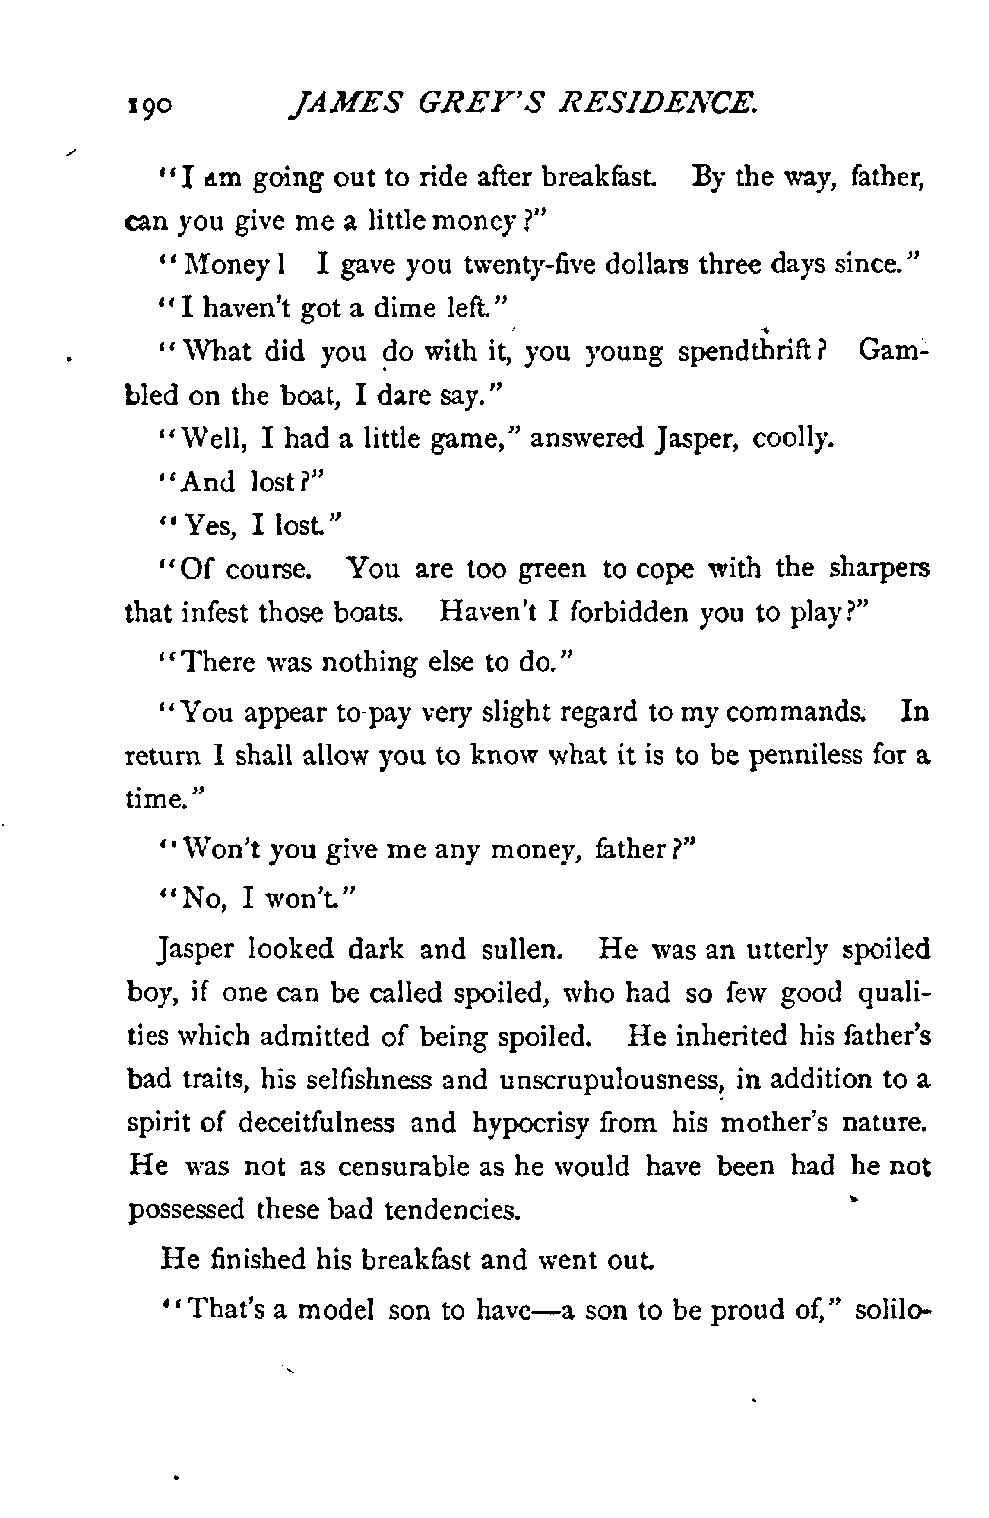 190 JAMES GREY'S RESIDENCE.
"I am going out to ride after breakfast. By the way, father,
can you give me a little money?"
"Money! I gave you twenty-five dollars three days since."
"I haven't got a dime left."
"What did you do with it, you young spendthrift? Gam-
bled on the boat, I dare say."
"Well, I had a little game," answered Jasper, coolly.
"And lost?"
"Yes, I lost."
"Of course. You are too green to cope with the sharpers
that infest those boats. Haven't I forbidden you to play?"
"There was nothing else to do."
"You appear to pay very slight regard to my commands. In
return I shall allow you to know what it is to be penniless for a
time."
"Won't you give me any money, father?"
"No, I won't."
Jasper looked dark and sullen. He was an utterly spoiled
boy, if one can be called spoiled, who had so few good quali-
ties which admitted of being spoiled. He inherited his father's
bad traits, his selfishness and unscrupulousness, in addition to a
spirit of deceitfulness and hypocrisy from his mother's nature.
He was not as censurable as he would have been had he not
possessed these bad tendencies.
He finished his breakfast and went out.
"That's a model son to have—a son to be proud of," solilo-